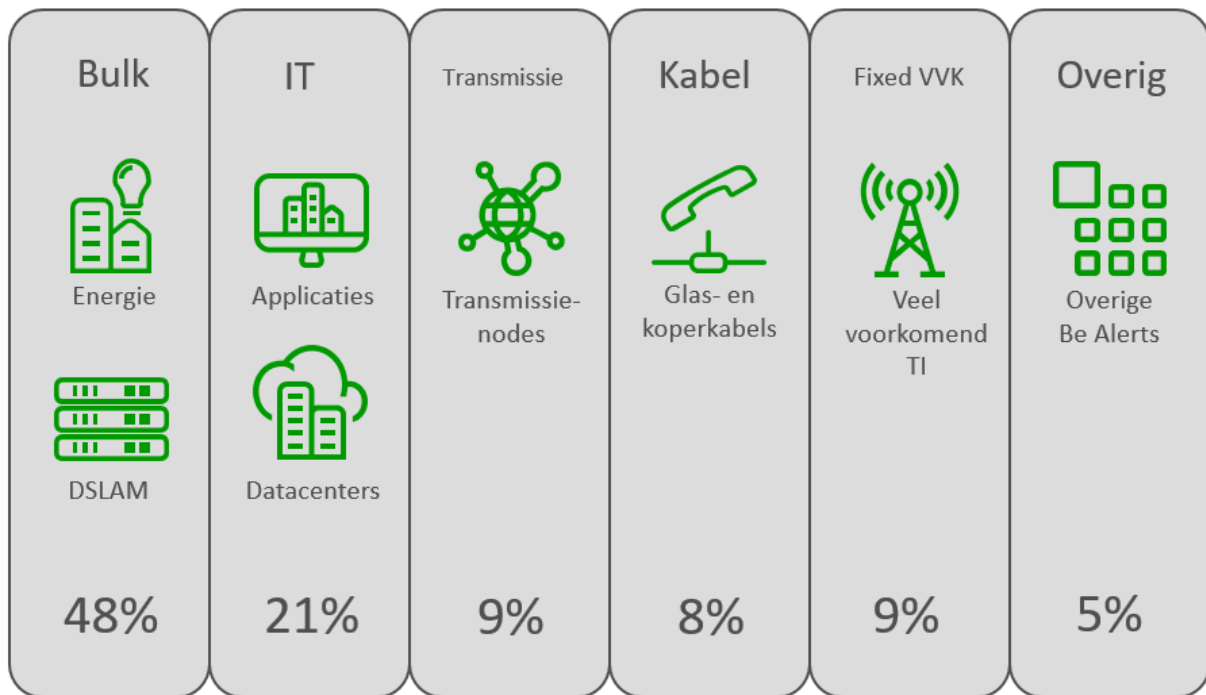 Bulk
Energie
DSLAM
48%
IT
Applicaties
Datacenters
21%
Transmissie
Transmissie-
nodes
9%
Kabel
Glas- en
koperkabels
8%
Fixed VVK
Veel
voorkomend
TI
9%
Overig
Overige
Be Alerts
5%